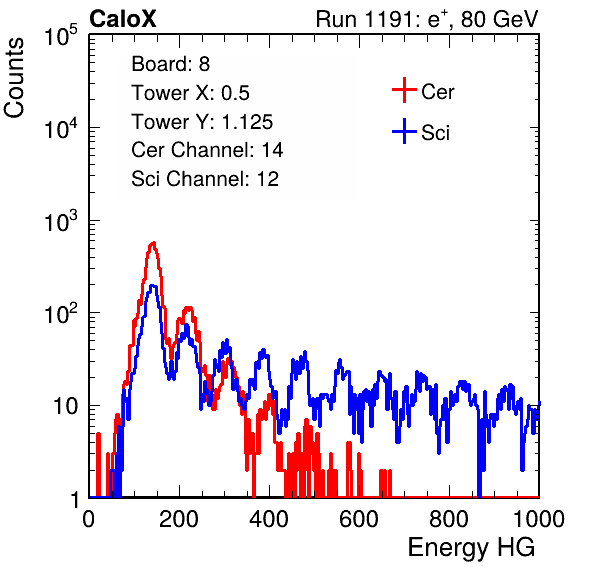 CaloX Run 1191: e⁺, 80 GeV
Counts
Board: 8
Tower X: 0.5
Tower Y: 1.125
Cer Channel: 14
Sci Channel: 12
Cer
Sci
10⁵
10⁴
10³
10²
10
1
0 200 400 600 800 1000
Energy HG